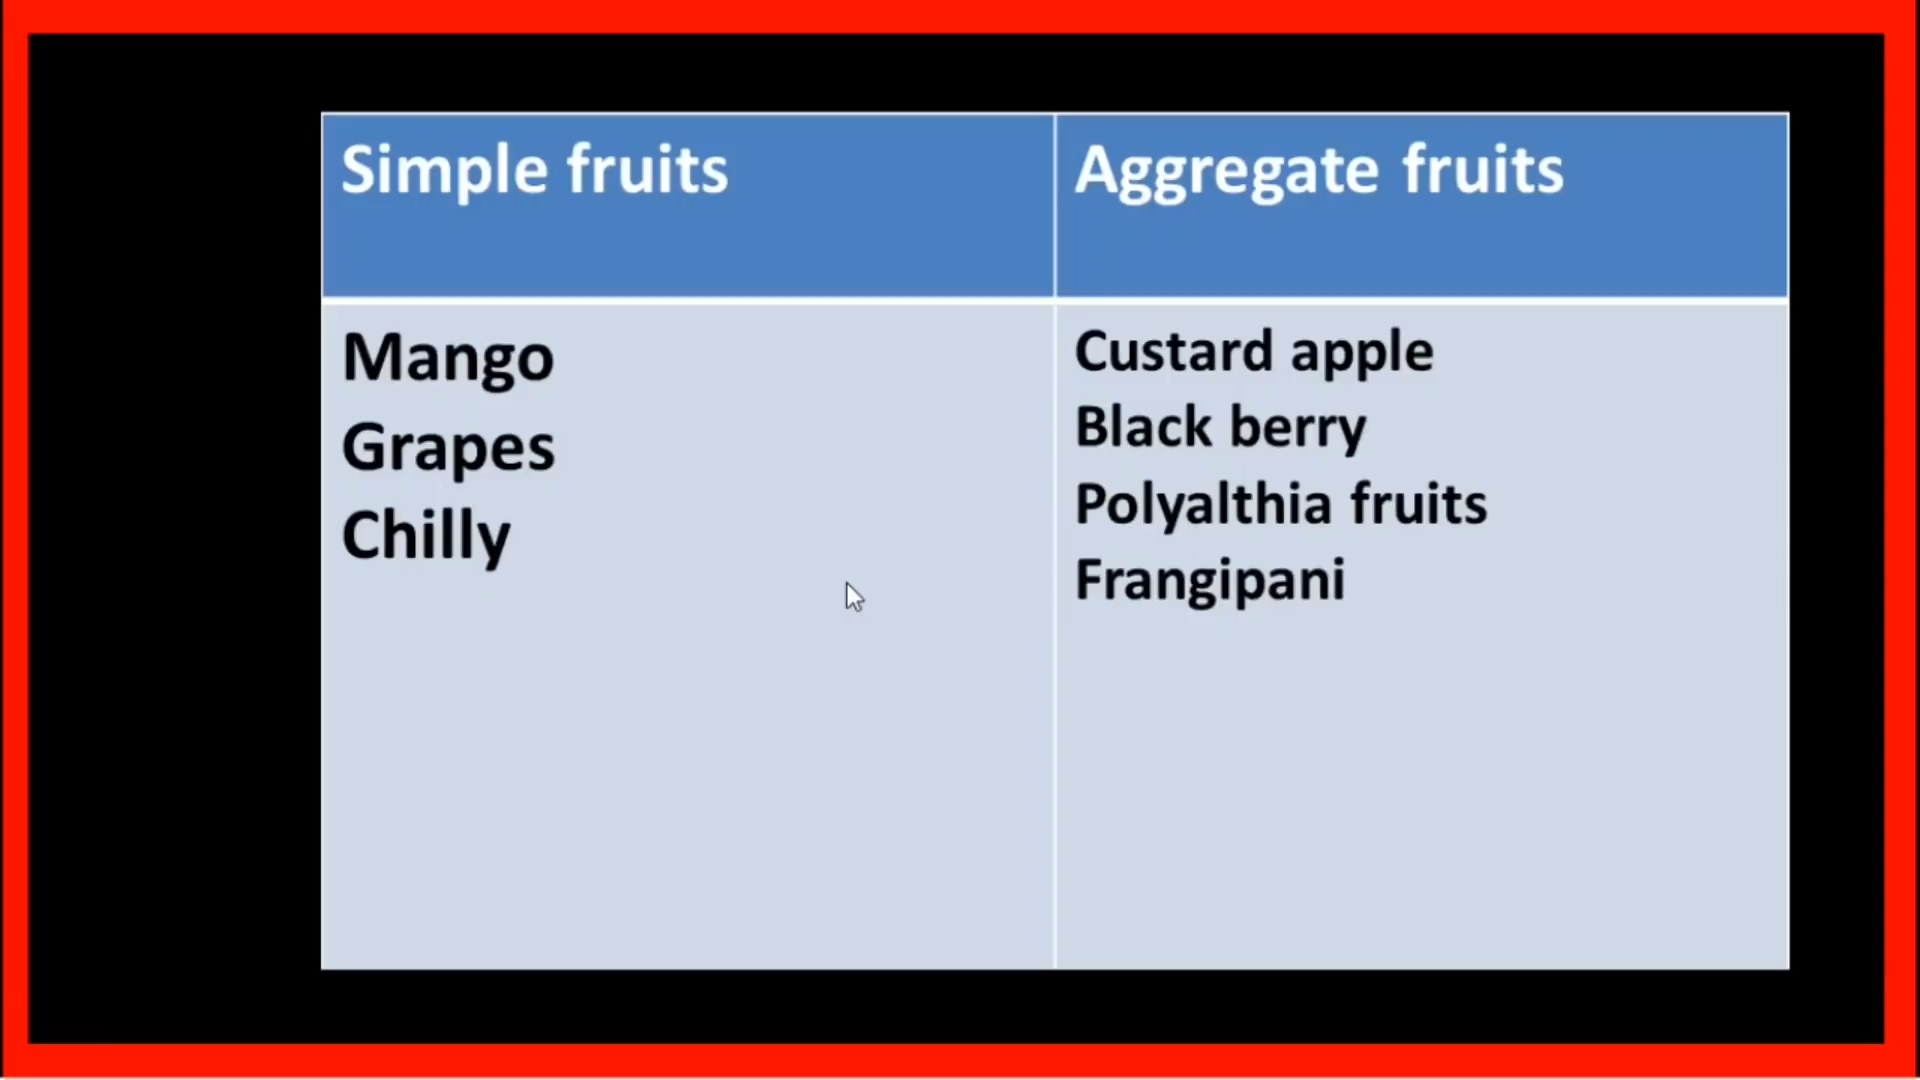 Simple fruits
Aggregate fruits
Mango
Grapes
Chilly
Custard apple
Black berry
Polyalthia fruits
Frangipani